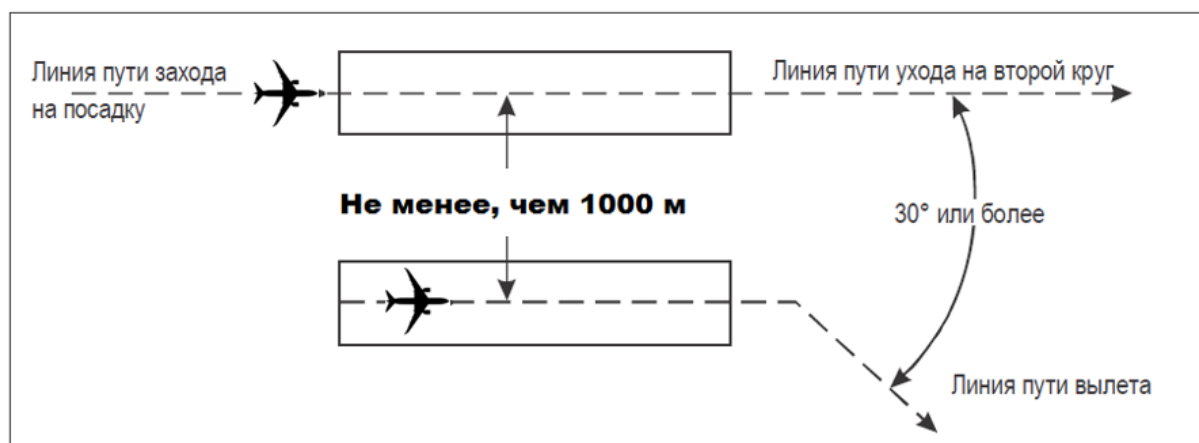 Линия пути захода
на посадку
Линия пути ухода на второй круг
Не менее, чем 1000 м
30° или более
Линия пути вылета